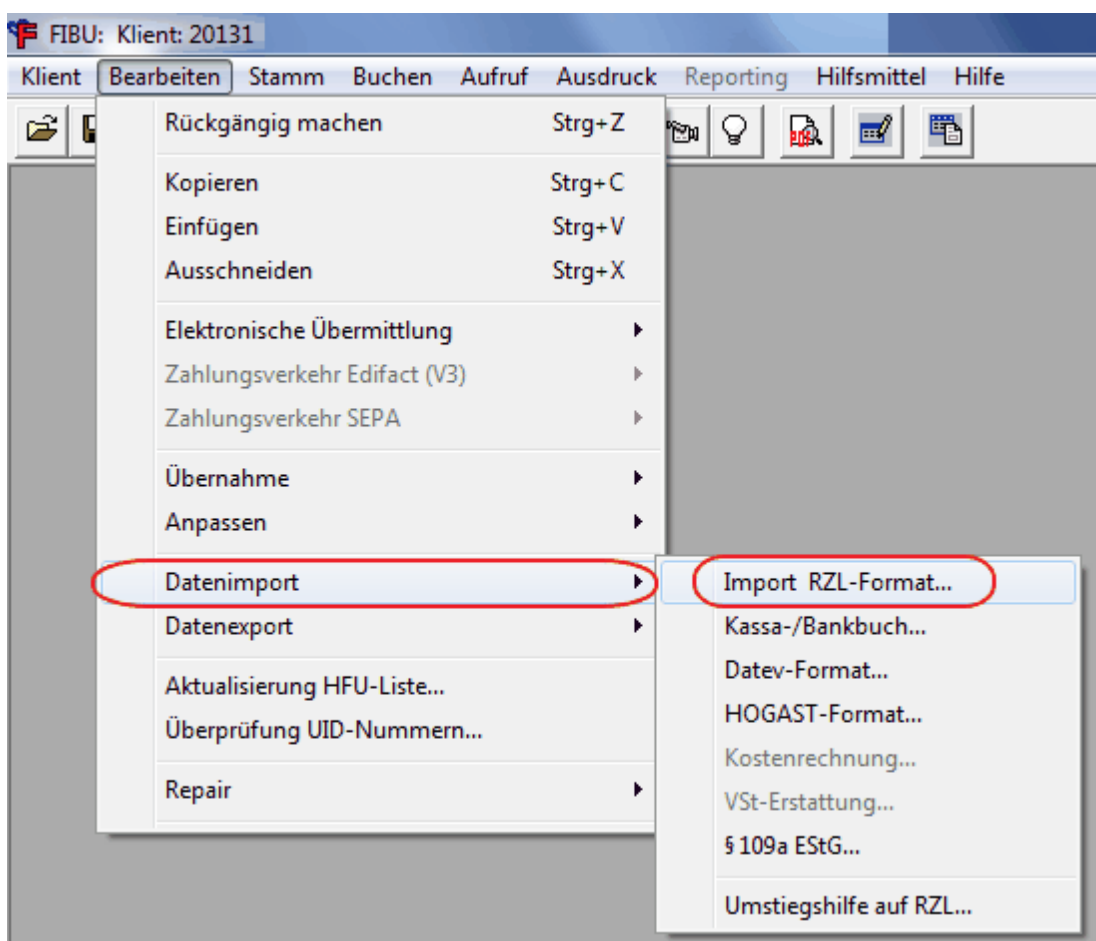 FIBU: Klient: 20131
Klient Bearbeiten Stamm Buchen Aufruf Ausdruck Reporting Hilfsmittel Hilfe
Rückgängig machen Strg+Z
Kopieren Strg+C
Einfügen Strg+V
Ausschneiden Strg+X
Elektronische Übermittlung
Zahlungsverkehr Edifact (V3)
Zahlungsverkehr SEPA
Übernahme
Anpassen
Datenimport
Datenexport
Aktualisierung HFU-Liste...
Überprüfung UID-Nummern...
Repair
Import RZL-Format...
Kassa-/Bankbuch...
Datev-Format...
HOGAST-Format...
Kostenrechnung...
VSt-Erstattung...
§ 109a EStG...
Umstiegshilfe auf RZL...